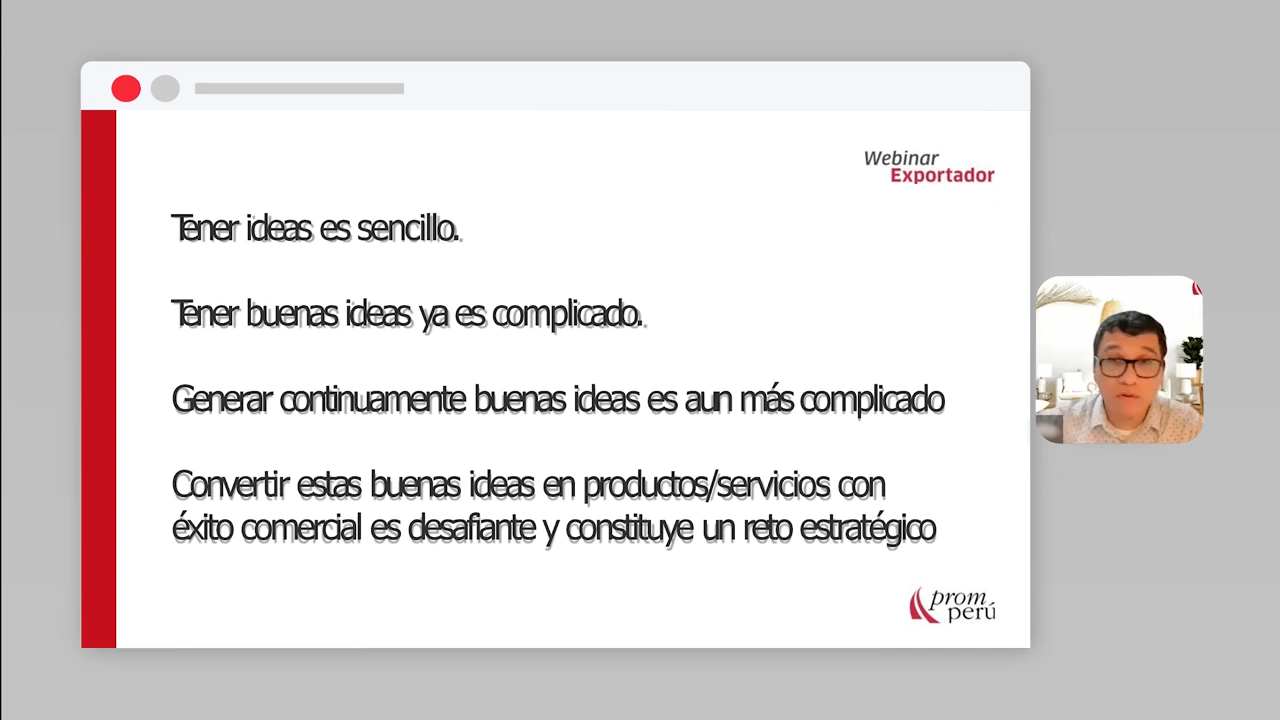 Webinar
Exportador
Tener ideas es sencillo.
Tener buenas ideas ya es complicado.
Generar continuamente buenas ideas es aun más complicado
Convertir estas buenas ideas en productos/servicios con
éxito comercial es desafiante y constituye un reto estratégico
prom
perú